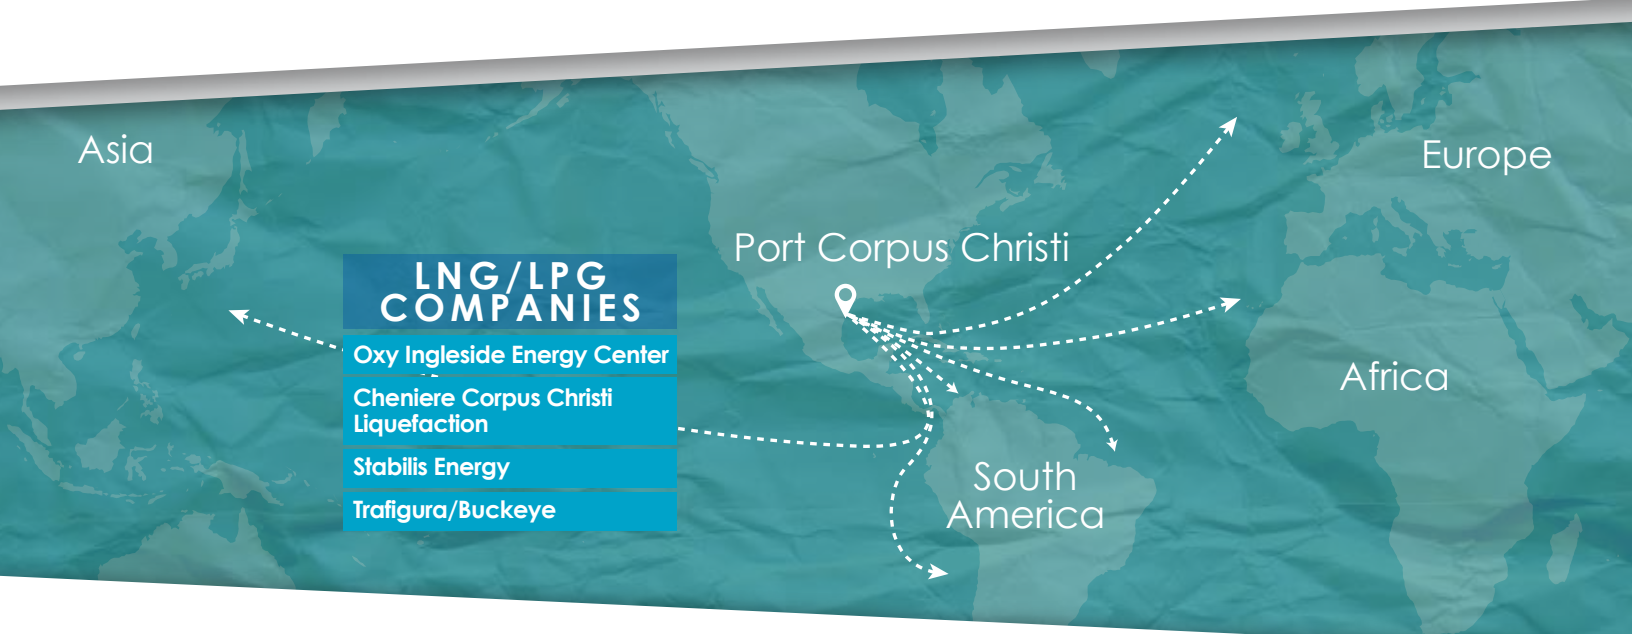 Asia
Europe
Port Corpus Christi
LNG/LPG
COMPANIES
Oxy Ingleside Energy Center
Cheniere Corpus Christi
Liquefaction
Stabilis Energy
Trafigura/Buckeye
Africa
South
America